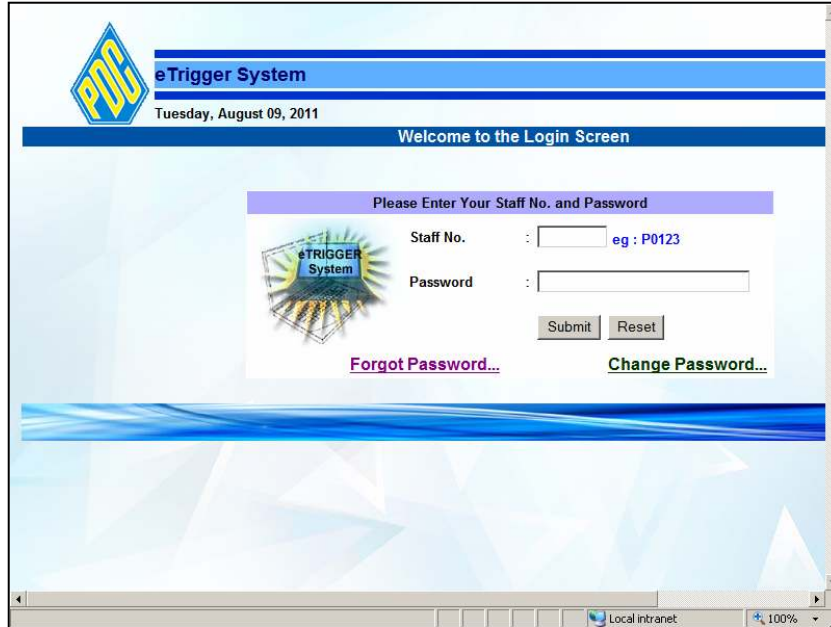 PDC
eTrigger System
Tuesday, August 09, 2011
Welcome to the Login Screen
Please Enter Your Staff No. and Password
eTRIGGER
System
Staff No. : eg : P0123
Password :
Submit Reset
Forgot Password... Change Password...
Local intranet 100%